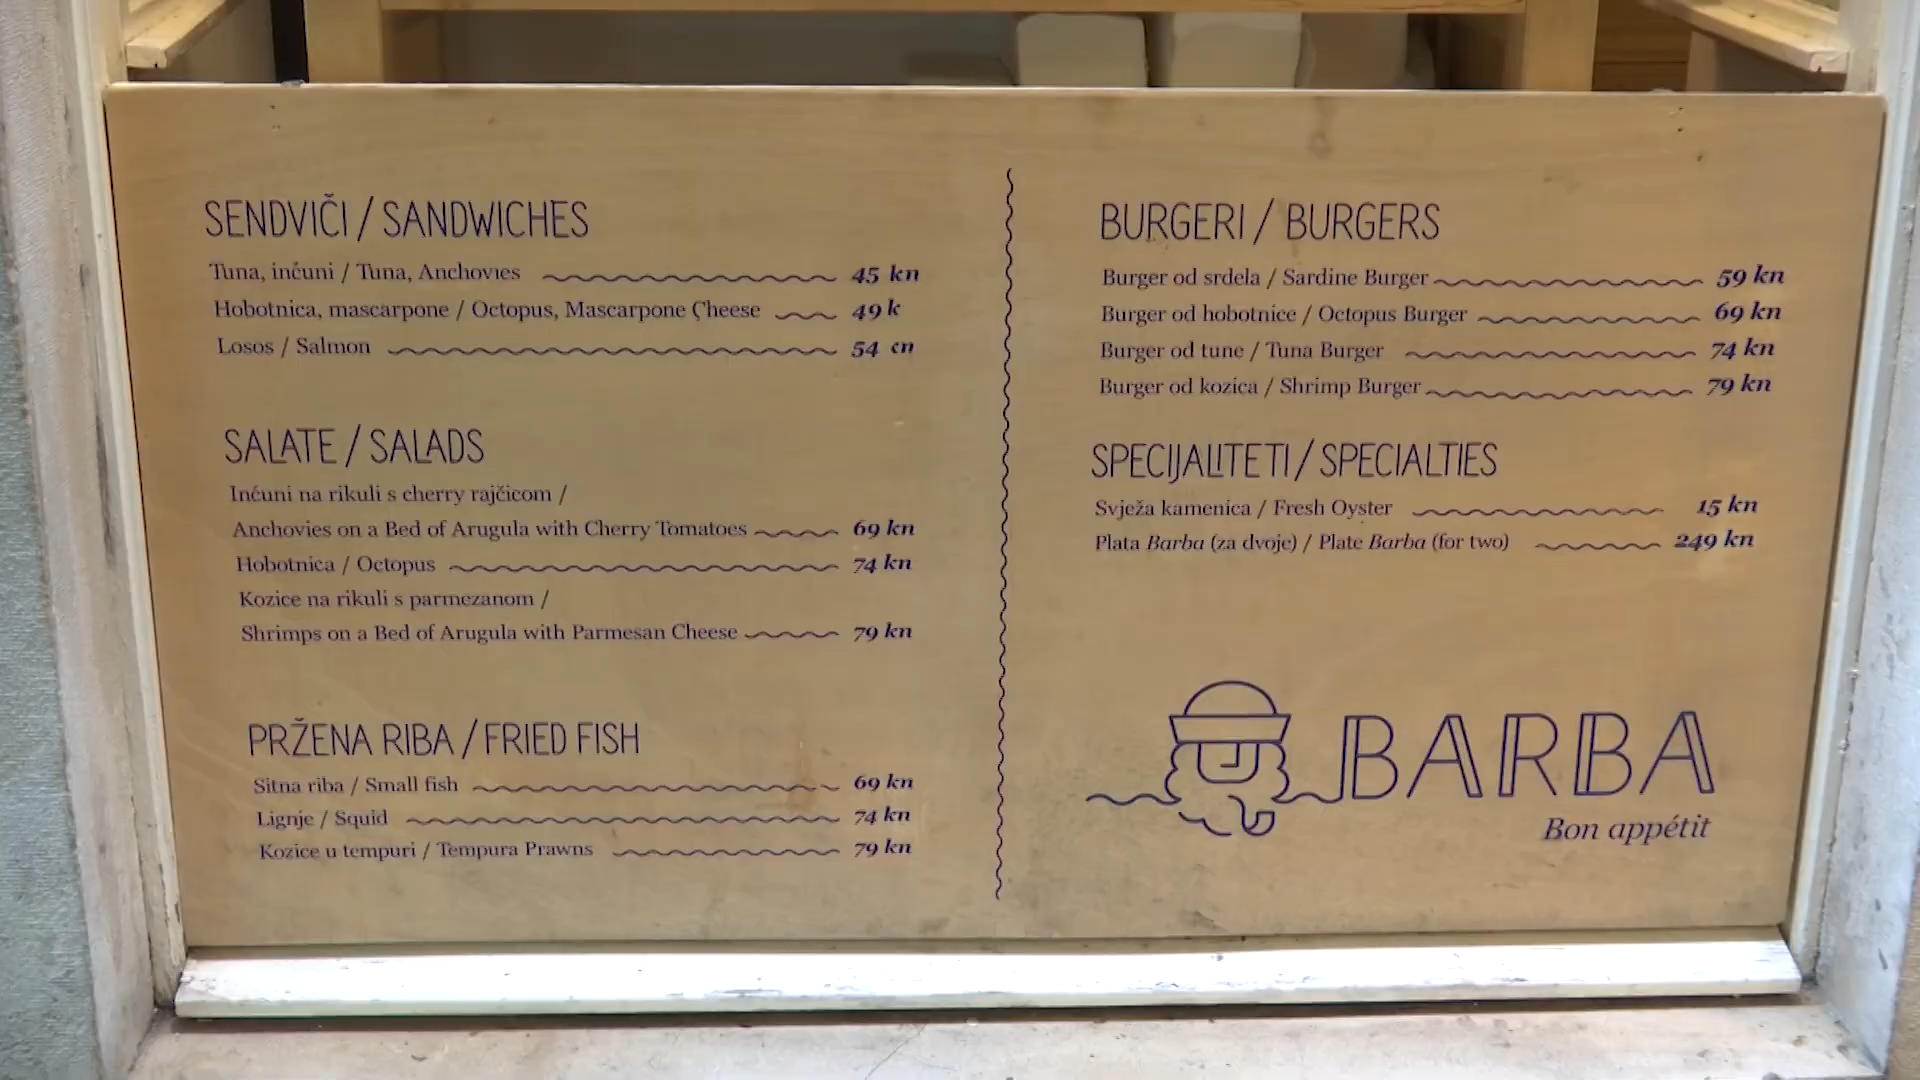 SENDVIČI / SANDWICHES
Tuna, inćuni / Tuna, Anchovies 45 kn
Hobotnica, mascarpone / Octopus, Mascarpone Cheese 49 k
Losos / Salmon 54 cn
SALATE / SALADS
Inćuni na rikuli s cherry rajčicom /
Anchovies on a Bed of Arugula with Cherry Tomatoes 69 kn
Hobotnica / Octopus 74 kn
Kozice na rikuli s parmezanom /
Shrimps on a Bed of Arugula with Parmesan Cheese 79 kn
PRŽENA RIBA / FRIED FISH
Sitna riba / Small fish 69 kn
Lignje / Squid 74 kn
Kozice u tempuri / Tempura Prawns 79 kn
BURGERI / BURGERS
Burger od srdela / Sardine Burger 59 kn
Burger od hobotnice / Octopus Burger 69 kn
Burger od tune / Tuna Burger 74 kn
Burger od kozica / Shrimp Burger 79 kn
SPECIJALITETI / SPECIALTIES
Svježa kamenica / Fresh Oyster 15 kn
Plata Barba (za dvoje) / Plate Barba (for two) 249 kn
BARBA
Bon appétit